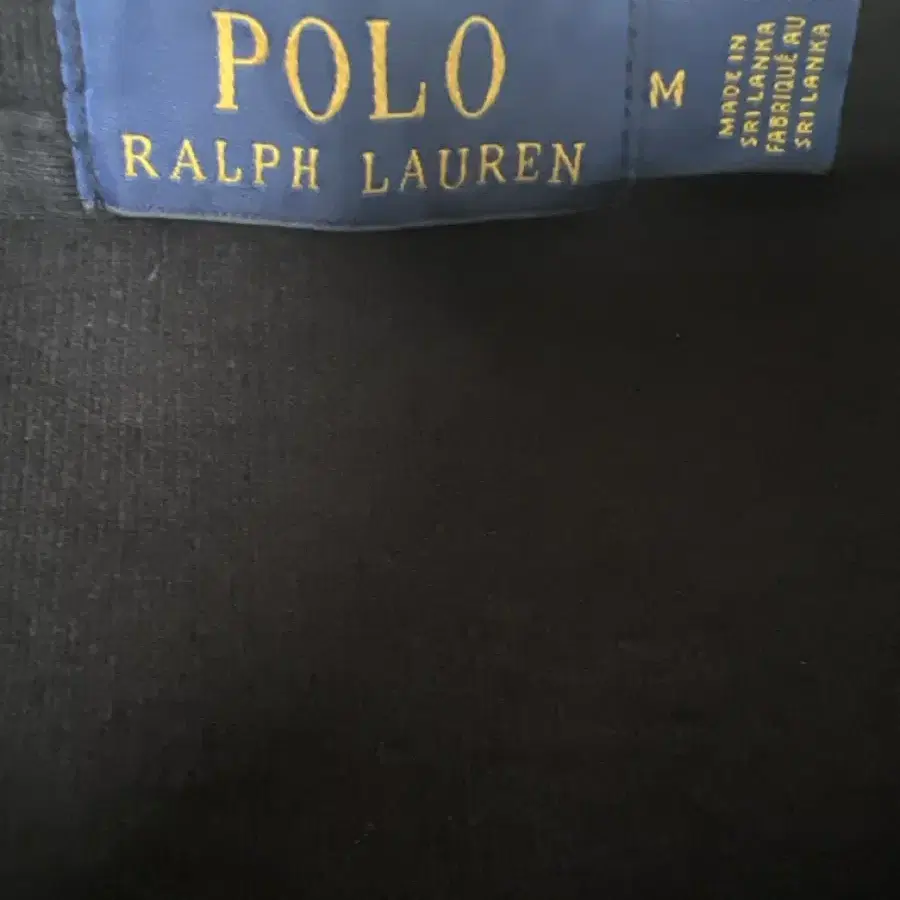 POLO
RALPH LAUREN
M
MADE IN
SRI LANKA
FABRIQUÉ AU
SRI LANKA